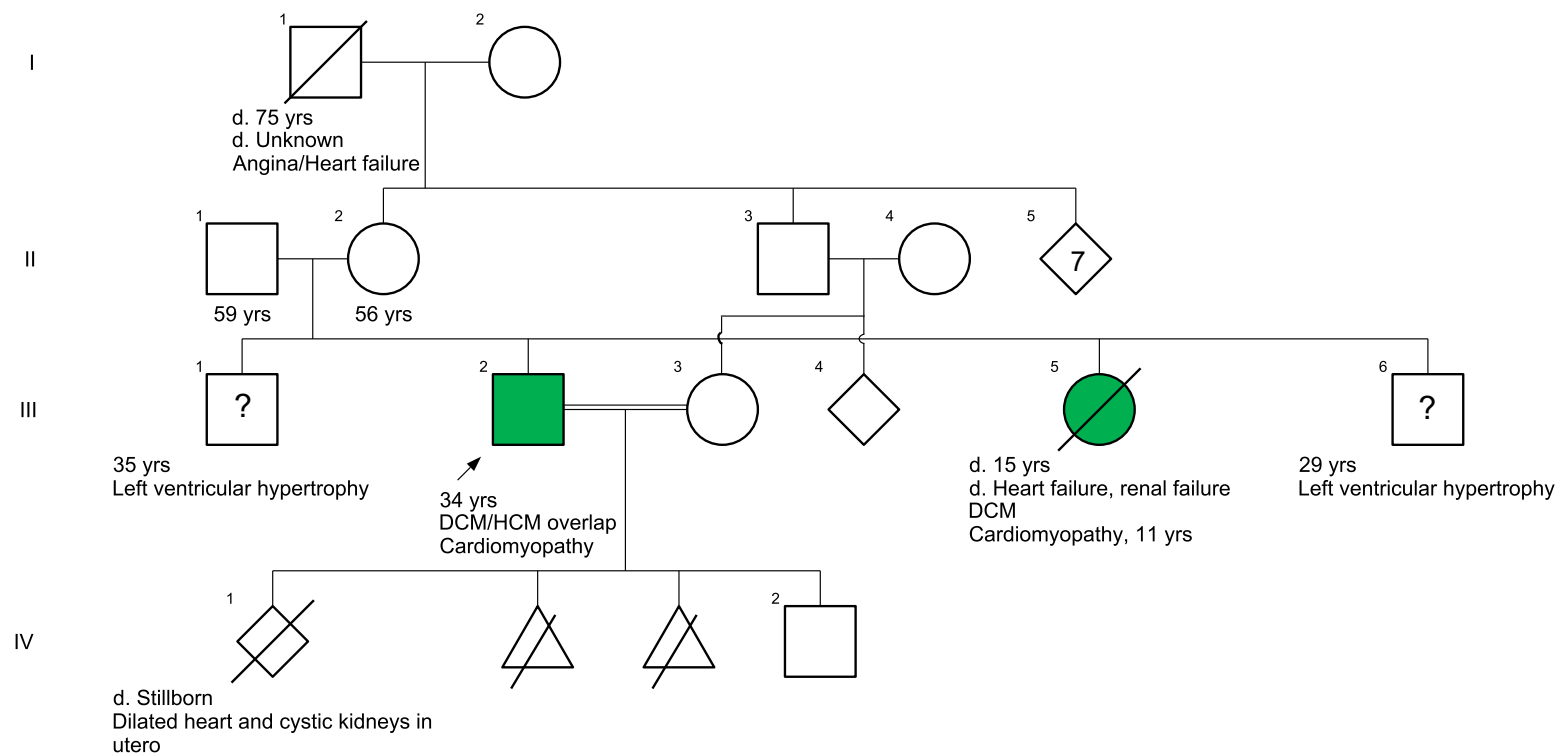 1
2
I
d. 75 yrs
d. Unknown
Angina/Heart failure
1
2
3
4
5
II
7
59 yrs
56 yrs
1
2
3
4
5
6
III
?
?
35 yrs
Left ventricular hypertrophy
34 yrs
DCM/HCM overlap
Cardiomyopathy
d. 15 yrs
d. Heart failure, renal failure
DCM
Cardiomyopathy, 11 yrs
29 yrs
Left ventricular hypertrophy
1
2
IV
d. Stillborn
Dilated heart and cystic kidneys in
utero